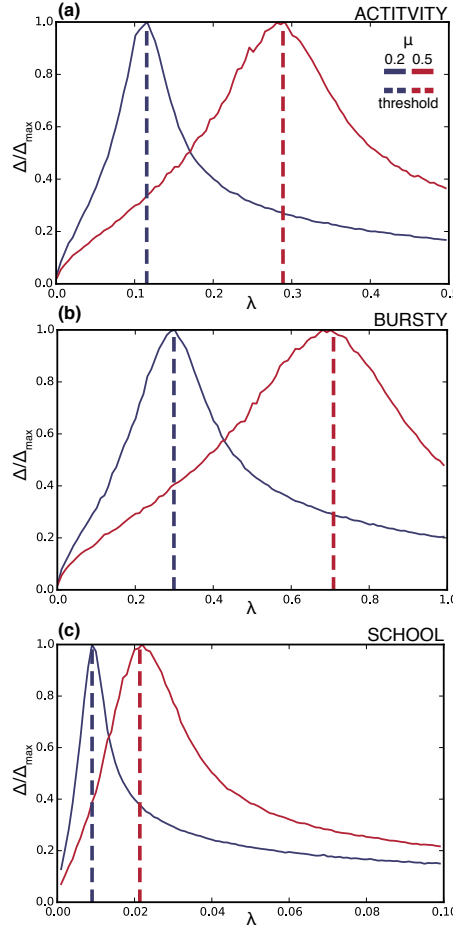 (a) ACTITVITY
μ
0.2 0.5
threshold
Δ/Δmax
1.0
0.8
0.6
0.4
0.2
0.0
0.0 0.1 0.2 0.3 0.4 0.5
λ
(b) BURSTY
Δ/Δmax
1.0
0.8
0.6
0.4
0.2
0.0
0.0 0.2 0.4 0.6 0.8 1.0
λ
(c) SCHOOL
Δ/Δmax
1.0
0.8
0.6
0.4
0.2
0.00 0.02 0.04 0.06 0.08 0.10
λ